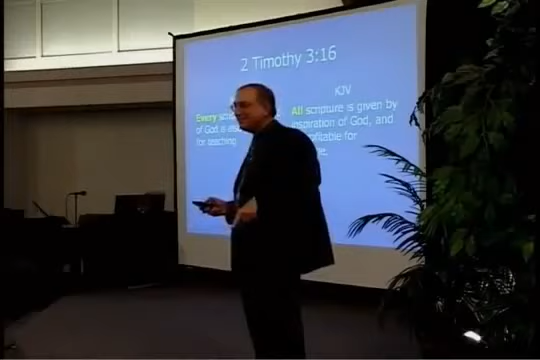 2 Timothy 3:16
Every
of God is
for teaching
KJV
All scripture is given by
inspiration of God, and
for